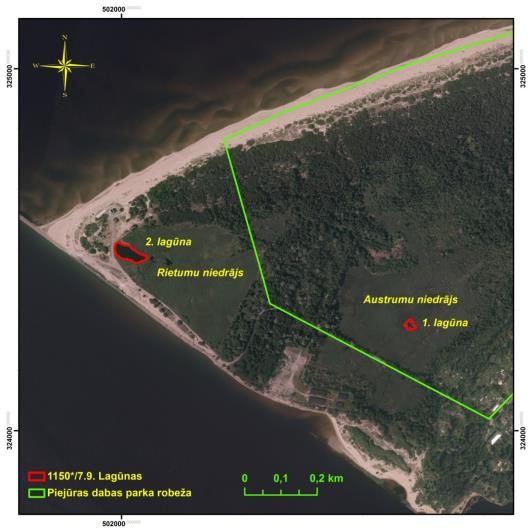 502000
325000
325000
N
W E
S
2. lagūna
Rietumu niedrājs
Austrumu niedrājs
1. lagūna
324000
324000
1150*/7.9. Lagūnas
Piejūras dabas parka robeža
0 0,1 0,2 km
502000